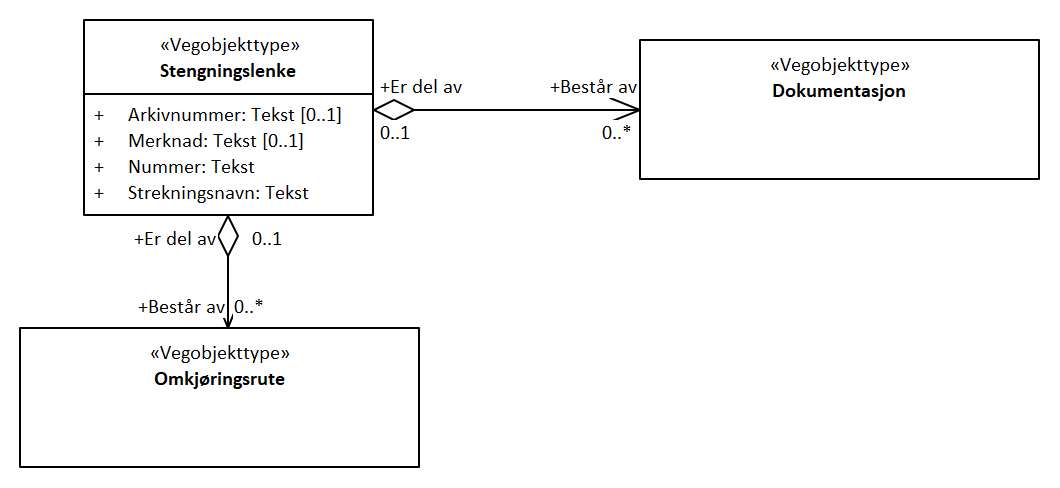 «Vegobjekttype»
Stengningslenke
+ Arkivnummer: Tekst [0..1]
+ Merknad: Tekst [0..1]
+ Nummer: Tekst
+ Strekningsnavn: Tekst
+Er del av
0..1
+Består av
0..*
«Vegobjekttype»
Dokumentasjon
+Er del av
0..1
+Består av
0..*
«Vegobjekttype»
Omkjøringsrute